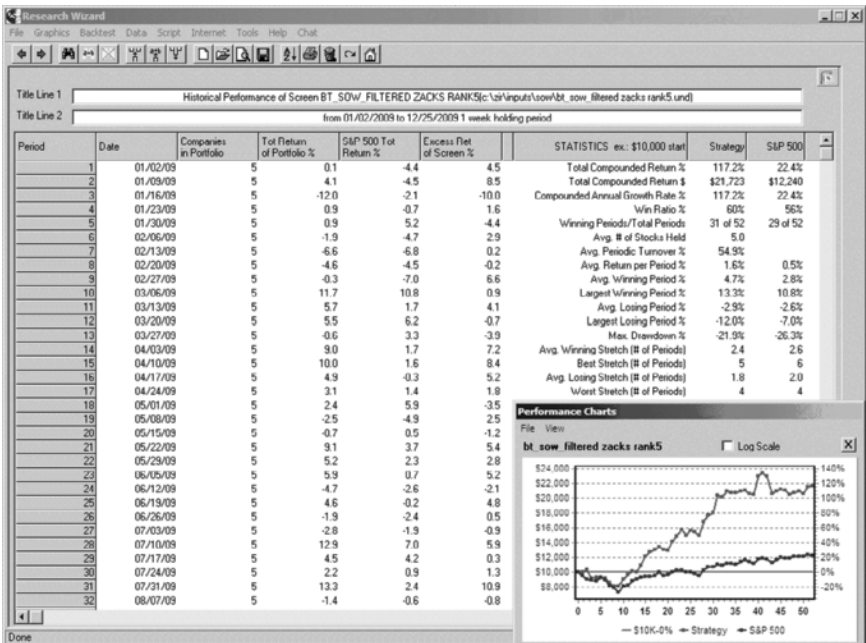 Research Wizard
File Graphics Backtest Data Script Internet Tools Help Chat
Title Line 1 Historical Performance of Screen BT_SOW_FILTERED ZACKS RANK5(c:\zir\inputs\sow\bt_sow_filtered zacks rank5.und)
Title Line 2 from 01/02/2009 to 12/25/2009 1 week holding period
Period Date Companies in Portfolio Tot Return of Portfolio % S&P 500 Tot Return % Excess Ret of Screen % STATISTICS ex.: $10,000 start Strategy S&P 500
1 01/02/09 5 0.1 -4.4 4.5 Total Compounded Return % 117.2% 22.4%
2 01/09/09 5 4.1 -4.5 8.5 Total Compounded Return $ $21,723 $12,240
3 01/16/09 5 -12.0 -2.1 -10.0 Compounded Annual Growth Rate % 117.2% 22.4%
4 01/23/09 5 0.9 -0.7 1.6 Win Ratio % 60% 56%
5 01/30/09 5 0.9 5.2 -4.4 Winning Periods/Total Periods 31 of 52 29 of 52
6 02/06/09 5 -1.9 -4.7 2.9 Avg. # of Stocks Held 5.0
7 02/13/09 5 -6.6 -6.8 0.2 Avg. Periodic Turnover % 54.9%
8 02/20/09 5 -4.6 -4.5 -0.2 Avg. Return per Period % 1.6% 0.5%
9 02/27/09 5 -0.3 -7.0 6.6 Avg. Winning Period % 4.7% 2.8%
10 03/06/09 5 11.7 10.8 0.9 Largest Winning Period % 13.3% 10.8%
11 03/13/09 5 5.7 1.7 4.1 Avg. Losing Period % -2.9% -2.6%
12 03/20/09 5 5.5 6.2 -0.7 Largest Losing Period % -12.0% -7.0%
13 03/27/09 5 -0.6 3.3 -3.9 Max. Drawdown % -21.9% -26.3%
14 04/03/09 5 9.0 1.7 7.2 Avg. Winning Stretch (# of Periods) 2.4 2.6
15 04/10/09 5 10.0 1.6 8.4 Best Stretch (# of Periods) 5 6
16 04/17/09 5 4.9 -0.3 5.2 Avg. Losing Stretch (# of Periods) 1.8 2.0
17 04/24/09 5 3.1 1.4 1.8 Worst Stretch (# of Periods) 4 4
18 05/01/09 5 2.4 5.9 -3.5
19 05/08/09 5 -2.5 -4.9 2.5
20 05/15/09 5 -0.7 0.5 -1.2
21 05/22/09 5 9.1 3.7 5.4
22 05/29/09 5 5.2 2.3 2.8
23 06/05/09 5 5.9 0.7 5.2
24 06/12/09 5 -4.7 -2.6 -2.1
25 06/19/09 5 4.6 -0.2 4.8
26 06/26/09 5 -1.9 -2.4 0.5
27 07/03/09 5 -2.8 -1.9 -0.9
28 07/10/09 5 12.9 7.0 5.9
29 07/17/09 5 4.5 4.2 0.3
30 07/24/09 5 2.2 0.9 1.3
31 07/31/09 5 13.3 2.4 10.9
32 08/07/09 5 -1.4 -0.6 -0.8
Done
Performance Charts
File View
bt_sow_filtered zacks rank5 Log Scale
$24,000 140%
$22,000 120%
$20,000 100%
$18,000 80%
$16,000 60%
$14,000 40%
$12,000 20%
$10,000 0%
$8,000 -20%
0 5 10 15 20 25 30 35 40 45 50
$10K-0% Strategy S&P 500